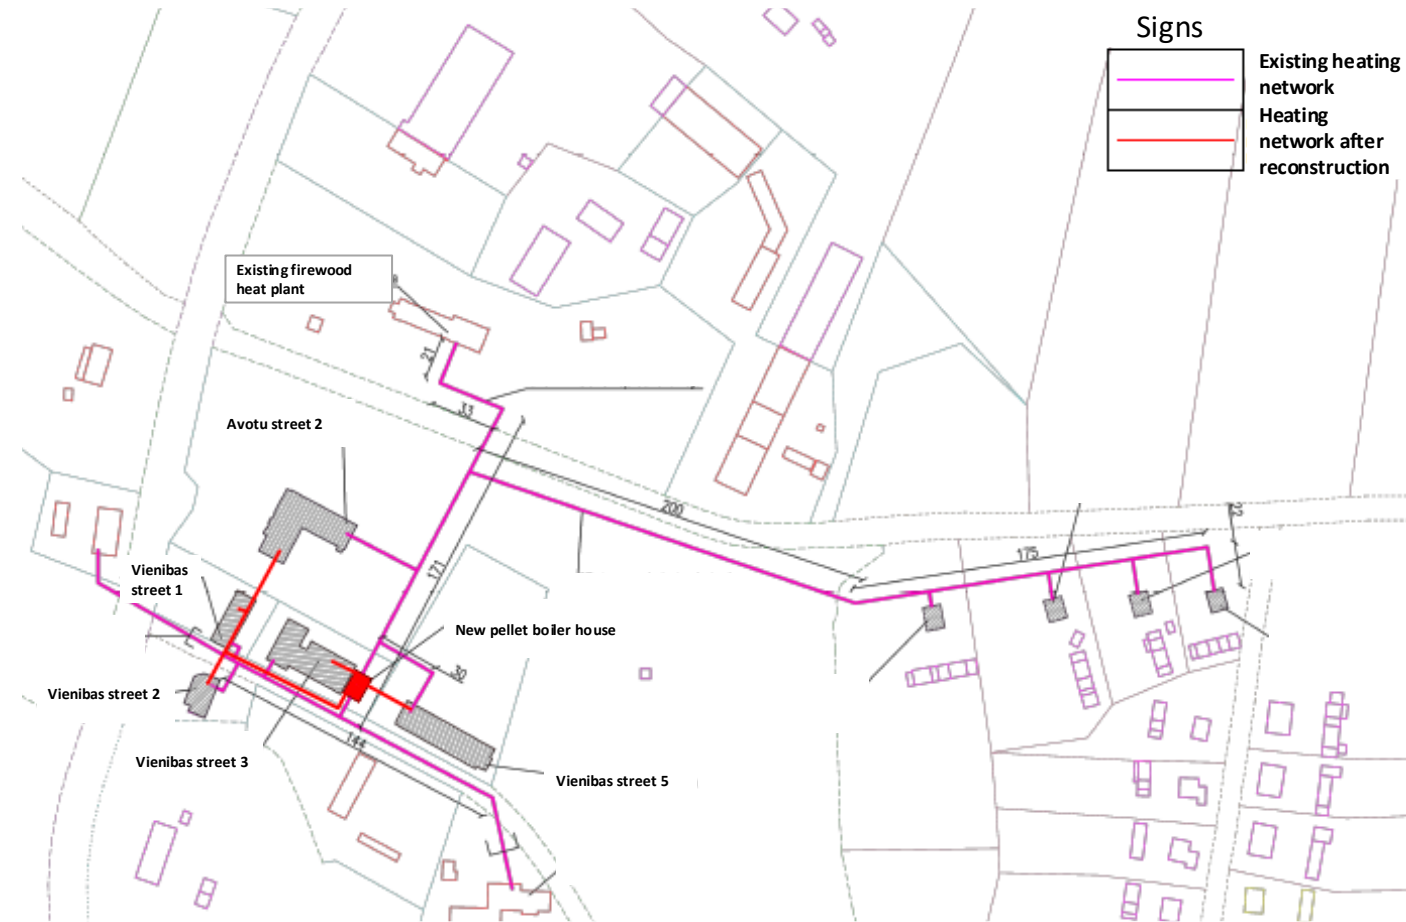 Signs
Existing heating
network
Heating
network after
reconstruction
Existing firewood
heat plant
21
33
Avotu street 2
200
22
175
171
Vienibas
street 1
New pellet boiler house
30
Vienibas street 2
144
Vienibas street 3
Vienibas street 5